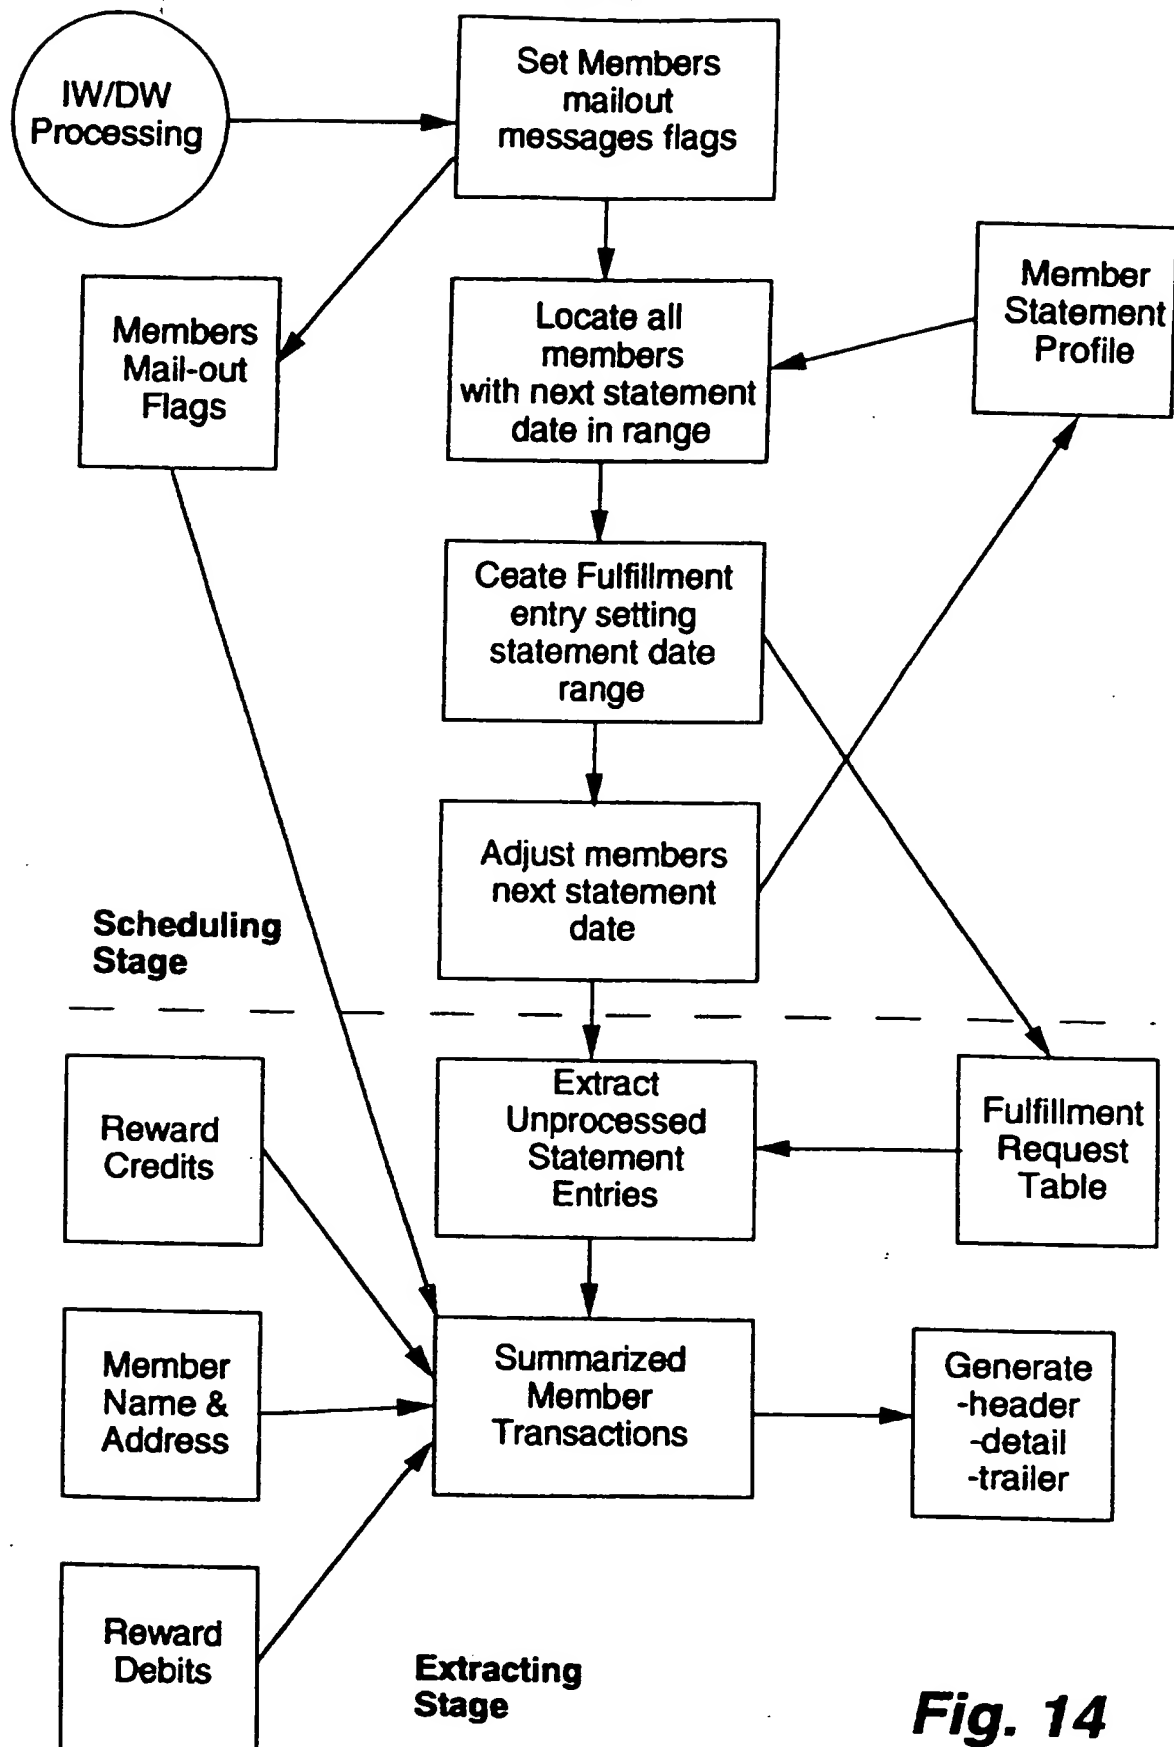 IW/DW
Processing
Set Members
mailout
messages flags
Members
Mail-out
Flags
Locate all
members
with next statement
date in range
Member
Statement
Profile
Ceate Fulfillment
entry setting
statement date
range
Adjust members
next statement
date
Scheduling
Stage
Reward
Credits
Extract
Unprocessed
Statement
Entries
Fulfillment
Request
Table
Member
Name &
Address
Summarized
Member
Transactions
Generate
-header
-detail
-trailer
Reward
Debits
Extracting
Stage
Fig. 14